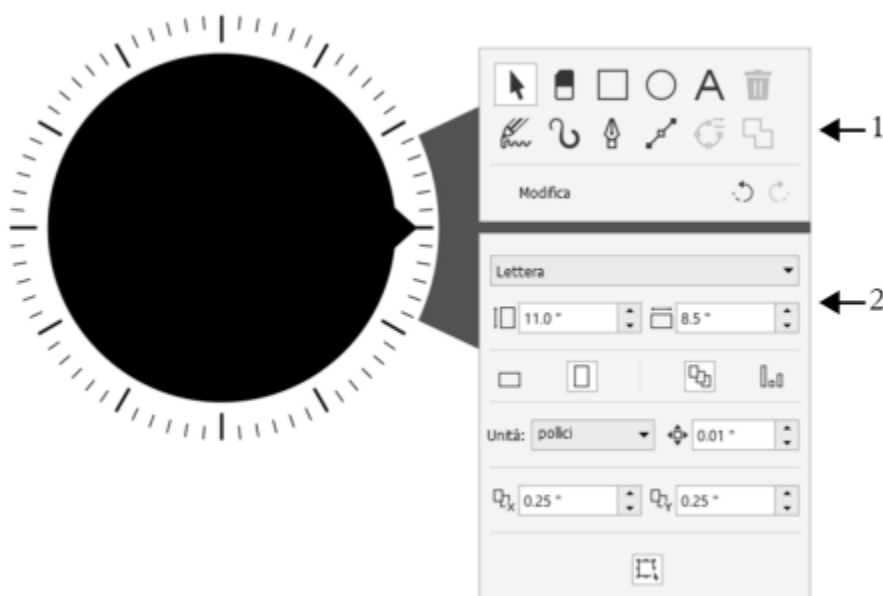 A
1
Modifica
Lettera
2
11.0 " 8.5 "
Unità: pollici 0.01 "
X 0.25 " Y 0.25 "